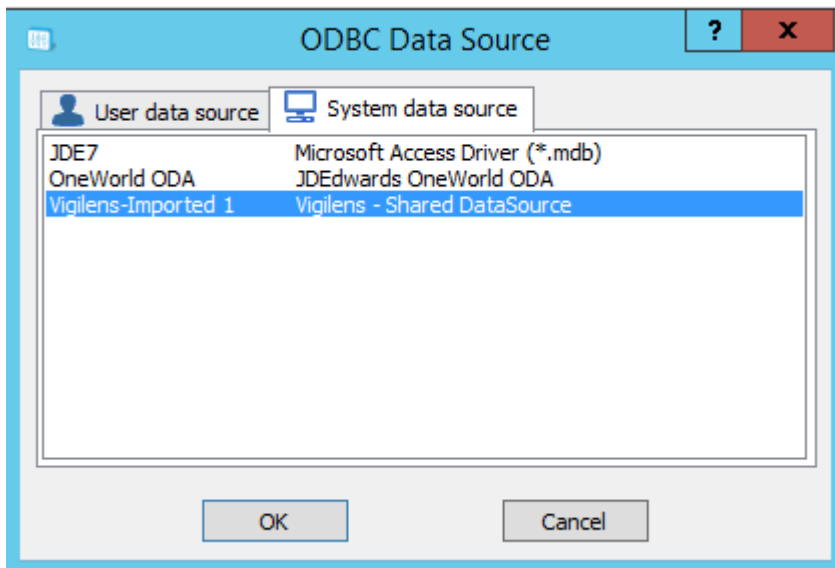 ODBC Data Source
? x
User data source System data source
JDE7 Microsoft Access Driver (*.mdb)
OneWorld ODA JDEdwards OneWorld ODA
Vigilens-Imported 1 Vigilens - Shared DataSource
OK Cancel